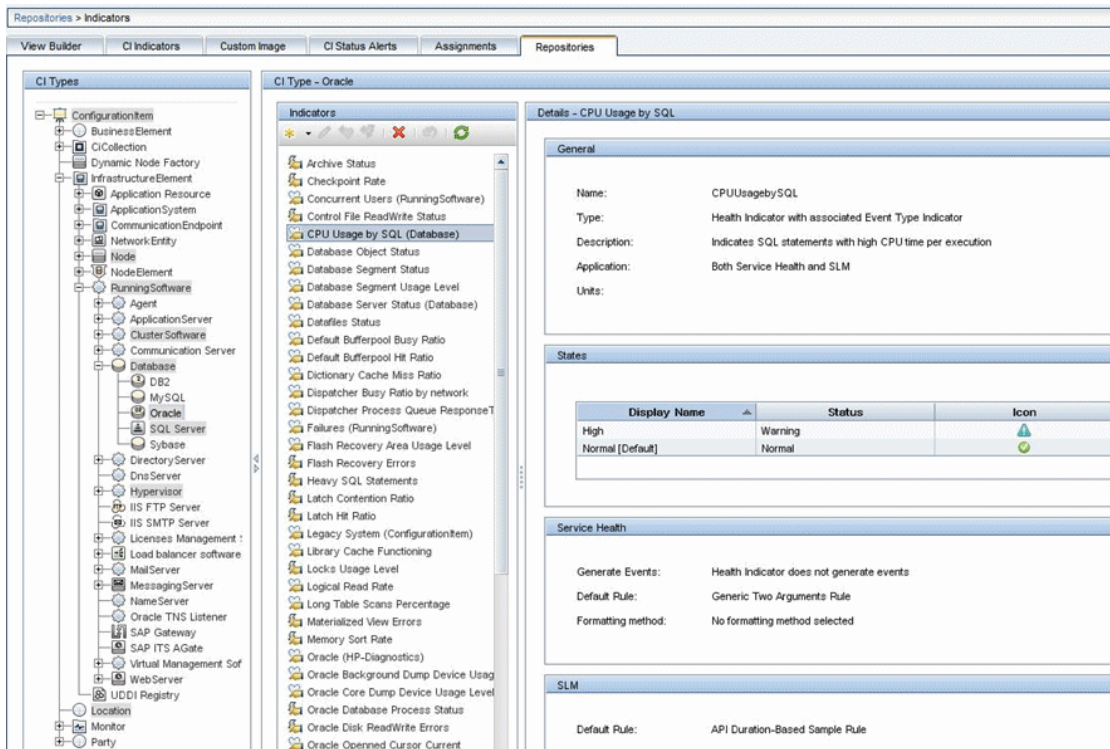 Repositories > Indicators
View Builder
CI Indicators
Custom Image
CI Status Alerts
Assignments
Repositories
CI Types
ConfigurationItem
BusinessElement
CiCollection
Dynamic Node Factory
InfrastructureElement
Application Resource
ApplicationSystem
CommunicationEndpoint
NetworkEntity
Node
NodeElement
RunningSoftware
Agent
ApplicationServer
ClusterSoftware
Communication Server
Database
DB2
MySQL
Oracle
SQL Server
Sybase
DirectoryServer
DnsServer
Hypervisor
IIS FTP Server
IIS SMTP Server
Licenses Management
Load balancer software
MailServer
MessagingServer
NameServer
Oracle TNS Listener
SAP Gateway
SAP ITS AGate
Virtual Management Sof
WebServer
UDDI Registry
Location
Monitor
Party
CI Type - Oracle
Indicators
Archive Status
Checkpoint Rate
Concurrent Users (RunningSoftware)
Control File ReadWrite Status
CPU Usage by SQL (Database)
Database Object Status
Database Segment Status
Database Segment Usage Level
Database Server Status (Database)
Datafiles Status
Default Bufferpool Busy Ratio
Default Bufferpool Hit Ratio
Dictionary Cache Miss Ratio
Dispatcher Busy Ratio by network
Dispatcher Process Queue ResponseT
Failures (RunningSoftware)
Flash Recovery Area Usage Level
Flash Recovery Errors
Heavy SQL Statements
Latch Contention Ratio
Latch Hit Ratio
Legacy System (ConfigurationItem)
Library Cache Functioning
Locks Usage Level
Logical Read Rate
Long Table Scans Percentage
Materialized View Errors
Memory Sort Rate
Oracle (HP-Diagnostics)
Oracle Background Dump Device Usag
Oracle Core Dump Device Usage Level
Oracle Database Process Status
Oracle Disk ReadWrite Errors
Oracle Openned Cursor Current
Details - CPU Usage by SQL
General
Name: CPUUsagebySQL
Type: Health Indicator with associated Event Type Indicator
Description: Indicates SQL statements with high CPU time per execution
Application: Both Service Health and SLM
Units:
States
Display Name Status Icon
High Warning
Normal [Default] Normal
Service Health
Generate Events: Health Indicator does not generate events
Default Rule: Generic Two Arguments Rule
Formatting method: No formatting method selected
SLM
Default Rule: API Duration-Based Sample Rule